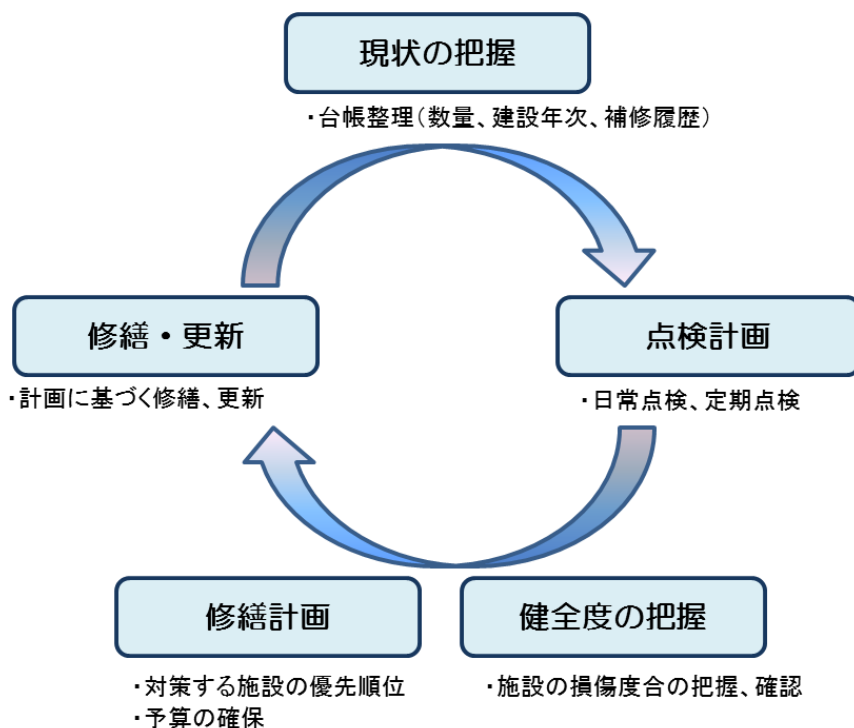 現状の把握
・台帳整理(数量、建設年次、補修履歴)
修繕・更新
・計画に基づく修繕、更新
点検計画
・日常点検、定期点検
修繕計画
・対策する施設の優先順位
・予算の確保
健全度の把握
・施設の損傷度合の把握、確認